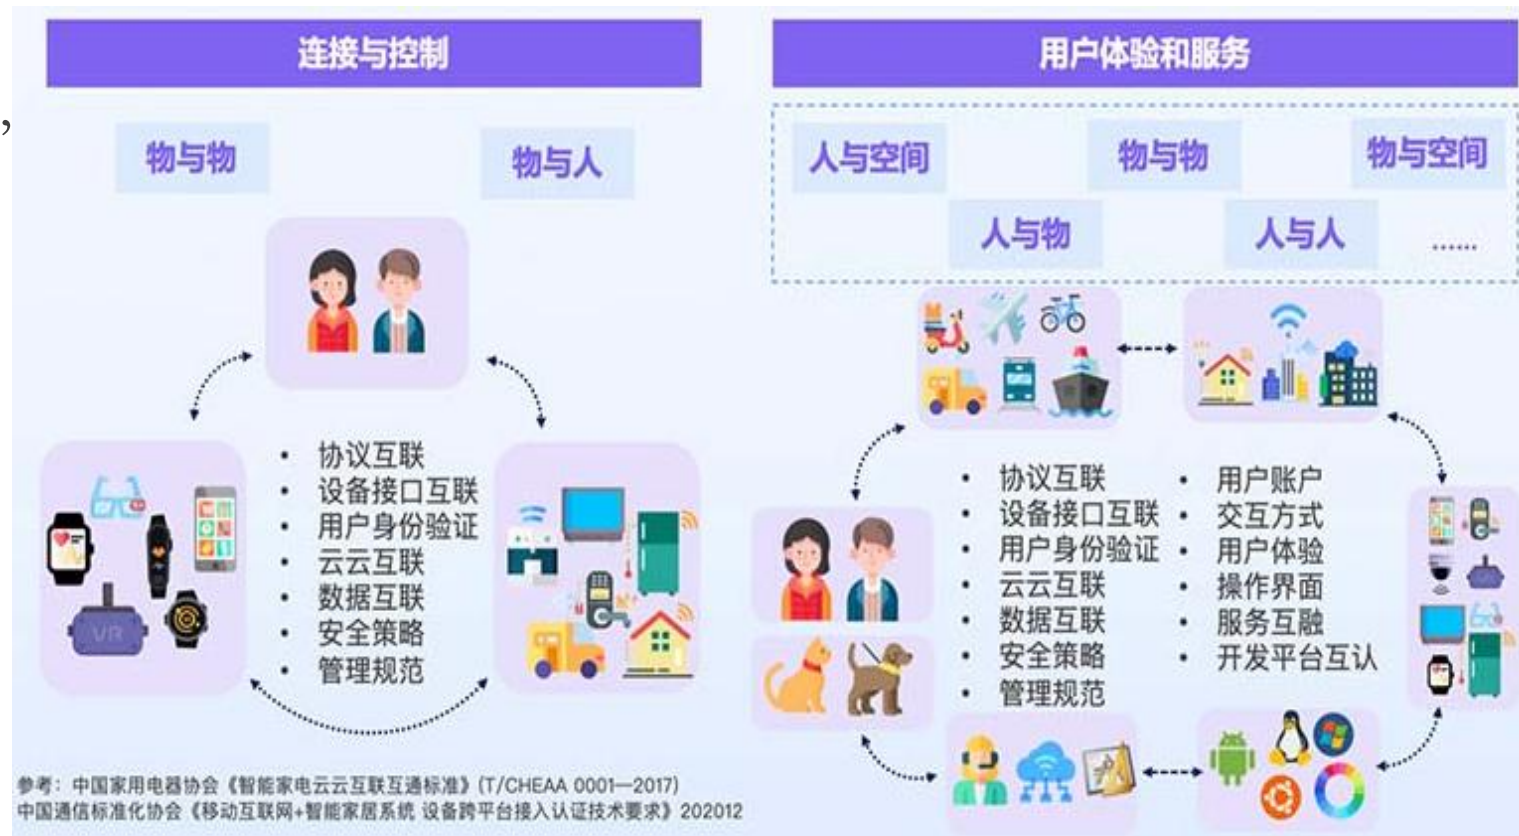 ，
连接与控制
物与物
物与人
协议互联
设备接口互联
用户身份验证
云云互联
数据互联
安全策略
管理规范
VR
参考：中国家用电器协会《智能家电云云互联互通标准》(T/CHEAA 0001—2017)
中国通信标准化协会《移动互联网+智能家居系统 设备跨平台接入认证技术要求》202012
用户体验和服务
人与空间
物与物
物与空间
人与物
人与人
......
协议互联
设备接口互联
用户身份验证
云云互联
数据互联
安全策略
管理规范
用户账户
交互方式
用户体验
操作界面
服务互融
开发平台互认